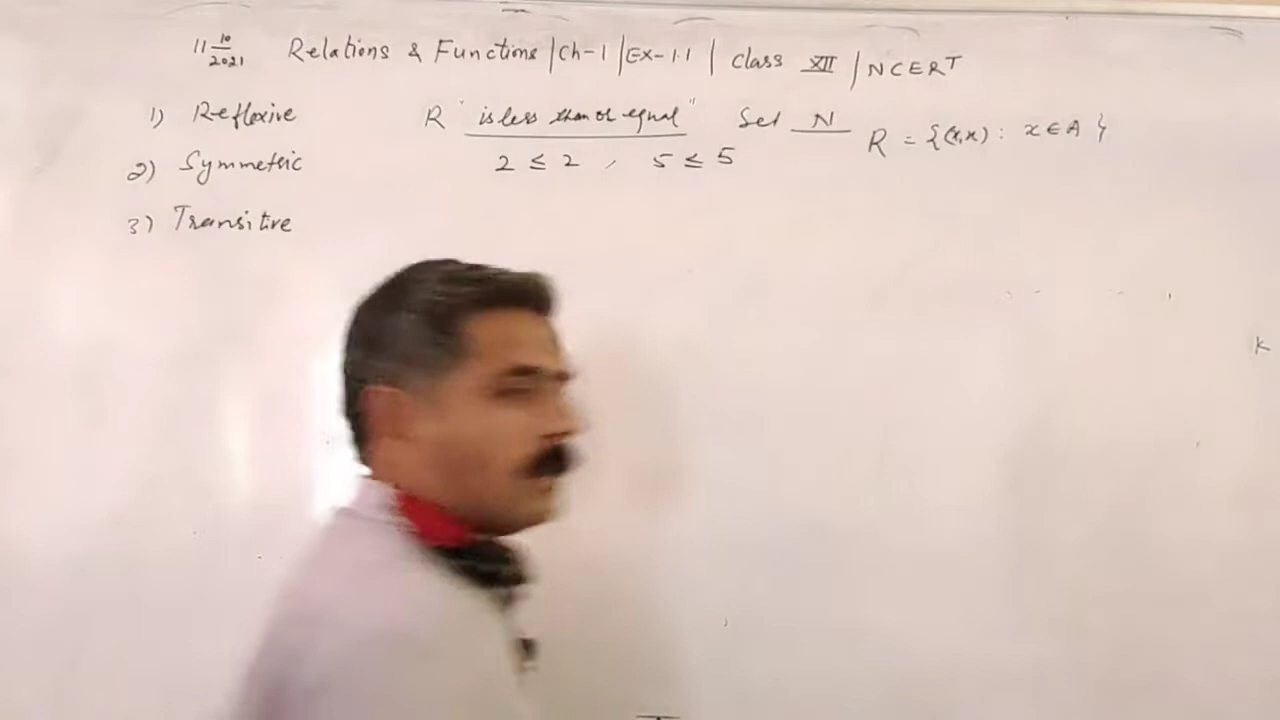 11 10/2021 Relations & Functions | Ch-1 | Ex-1.1 | Class XII | NCERT
1) Reflexive R "is less than or equal" Set N R = {(x,x) : x ∈ A}
2) Symmetric 2 ≤ 2 , 5 ≤ 5
3) Transitive
K